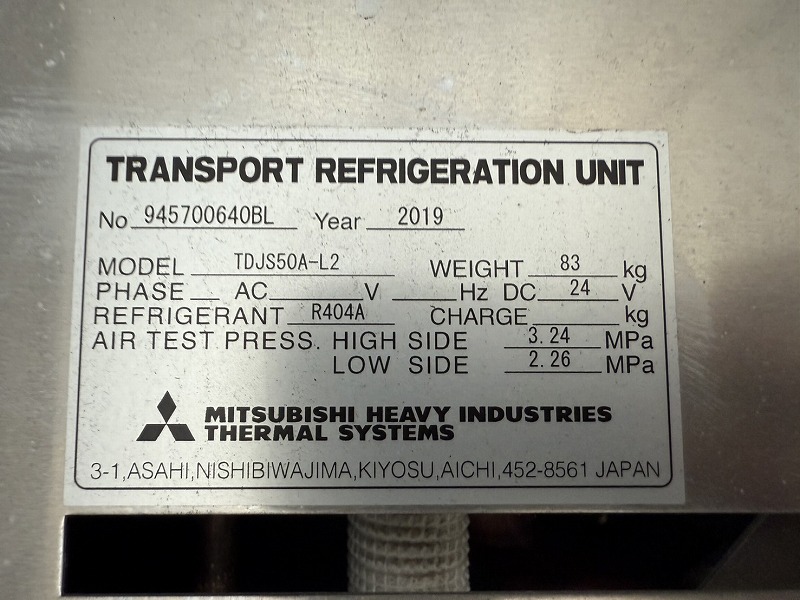 TRANSPORT REFRIGERATION UNIT
No 945700640BL Year 2019
MODEL TDJS50A-L2 WEIGHT 83 kg
PHASE AC V Hz DC 24 V
REFRIGERANT R404A CHARGE kg
AIR TEST PRESS. HIGH SIDE 3.24 MPa
LOW SIDE 2.26 MPa
MITSUBISHI HEAVY INDUSTRIES
THERMAL SYSTEMS
3-1,ASAHI,NISHIBIWAJIMA,KIYOSU,AICHI,452-8561 JAPAN